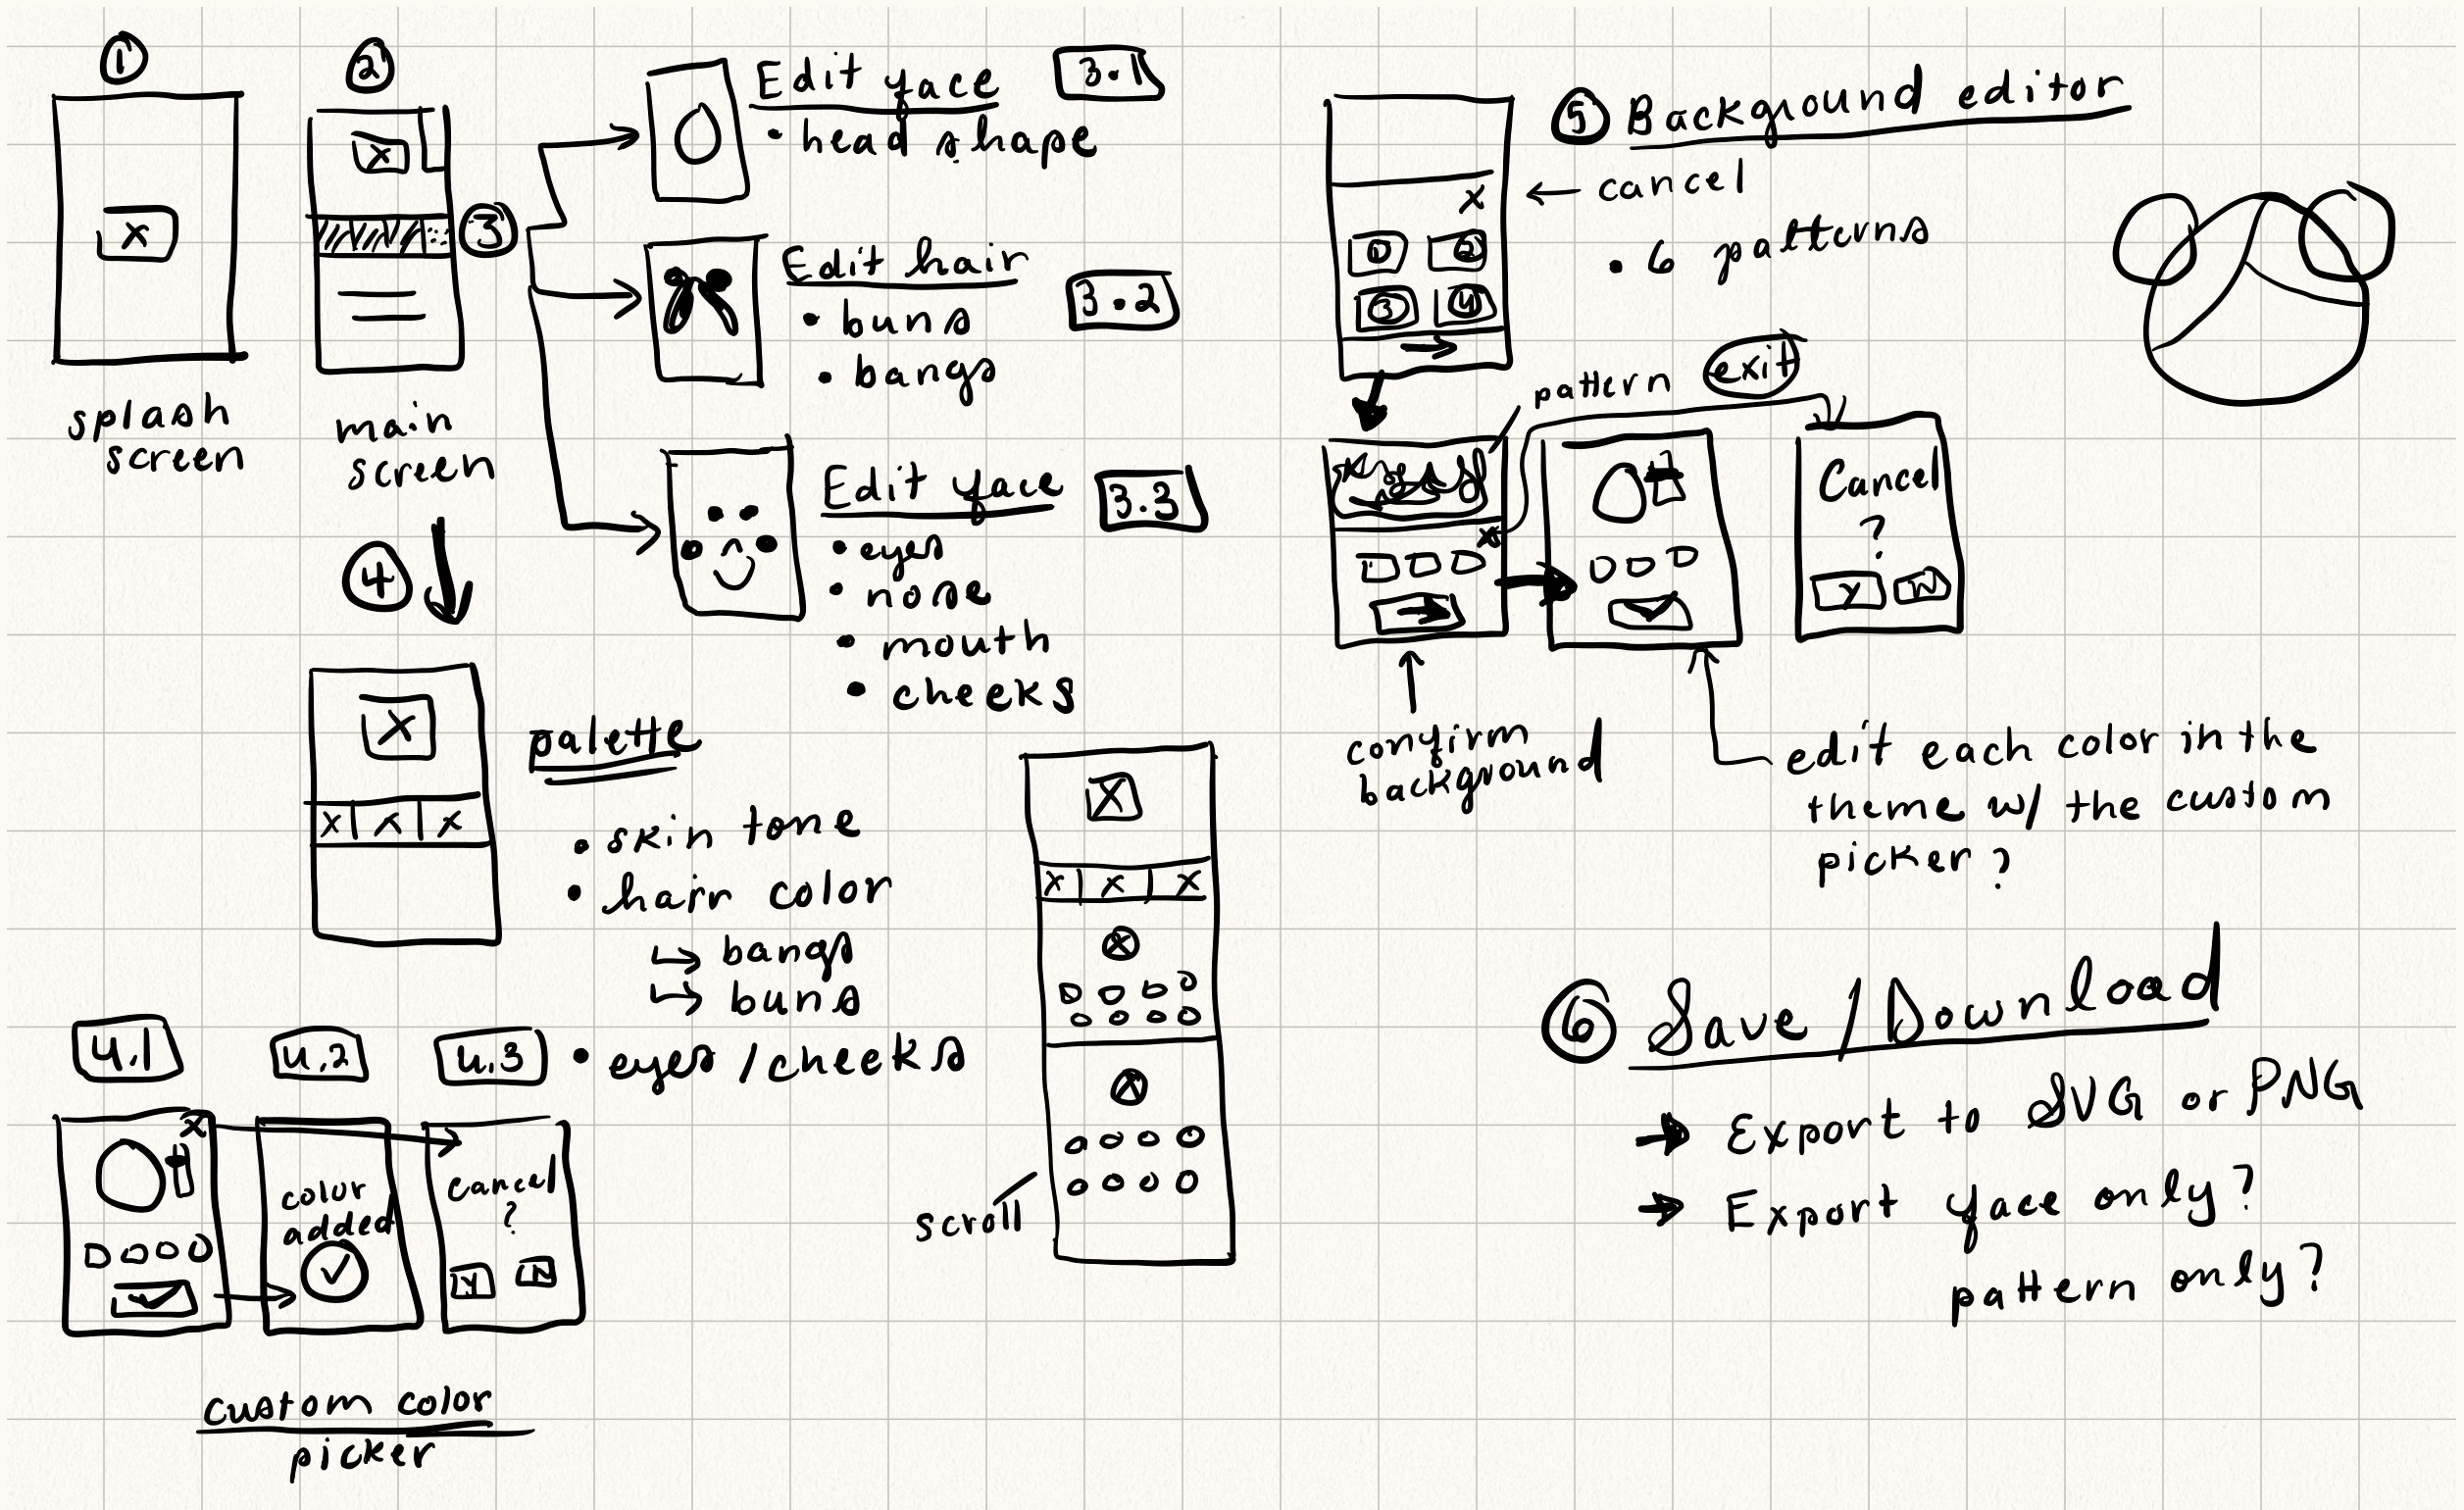 1
splash
screen
2
main
screen
3
Edit face
3.1
• head shape
Edit hair
3.2
• buns
• bangs
Edit face
3.3
• eyes
• nose
• mouth
• cheeks
4
X
palette
X | X | X
• skin tone
• hair color
↳ bangs
↳ buns
• eyes / cheeks
4.1
4.2
4.3
X
color
added
cancel
?
Y N
custom color
picker
X
X | X | X
X
X
scroll
5 Background editor
X ← cancel
• 6 patterns
1 2
3 4
pattern
exit
X
Cancel
?
Y N
confirm
background
edit each color in the
theme w/ the custom
picker?
6 Save / Download
→ Export to SVG or PNG
→ Export face only?
pattern only?